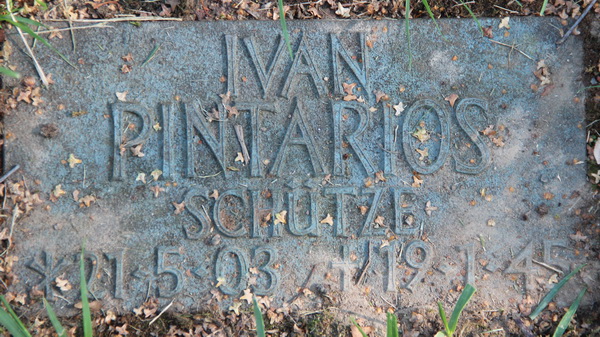 IVAN
PINTARIOS
SCHÜTZE
* 21·5·03 / † 19·1·45